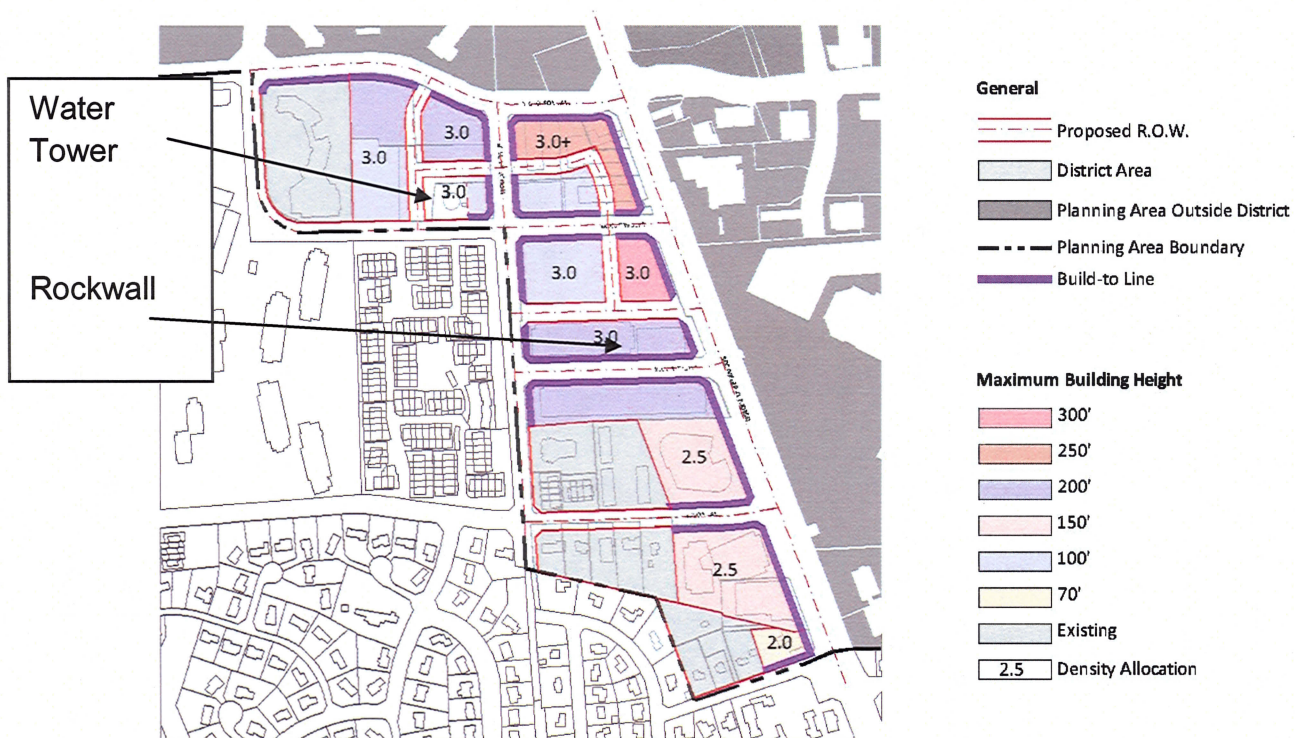 Water
Tower
Rockwall
3.0
3.0
3.0+
3.0
3.0
3.0
3.0
2.5
2.5
2.0
General
Proposed R.O.W.
District Area
Planning Area Outside District
Planning Area Boundary
Build-to Line
Maximum Building Height
300'
250'
200'
150'
100'
70'
Existing
2.5 Density Allocation